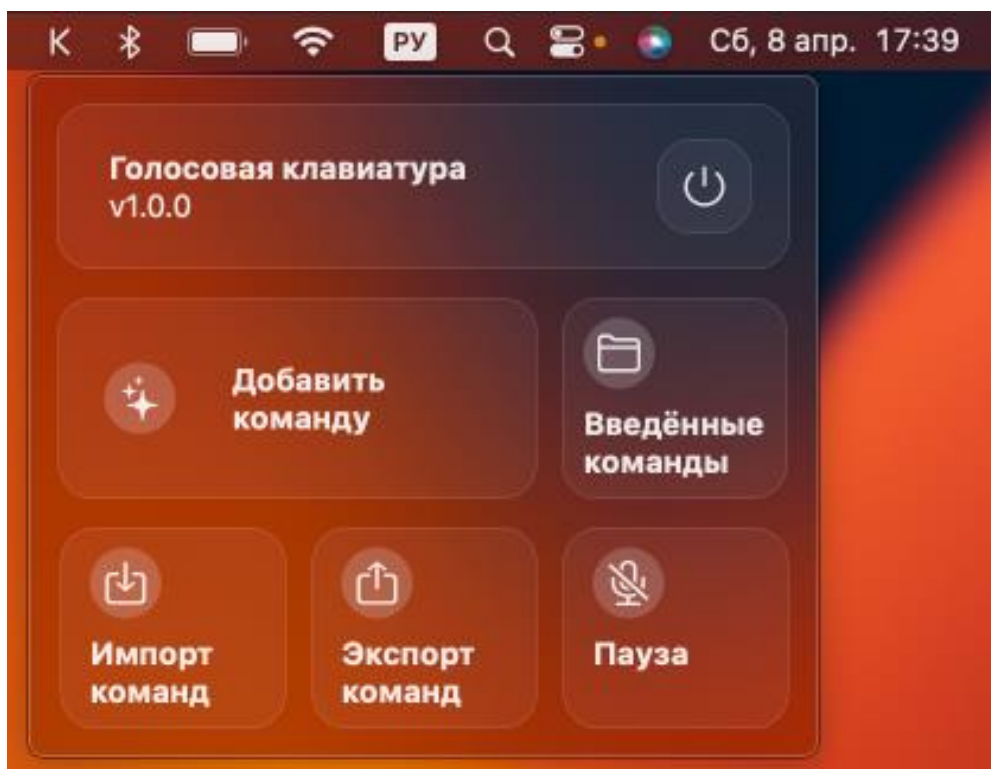 K РУ Сб, 8 апр. 17:39
Голосовая клавиатура
v1.0.0
Добавить
команду
Введённые
команды
Импорт
команд
Экспорт
команд
Пауза